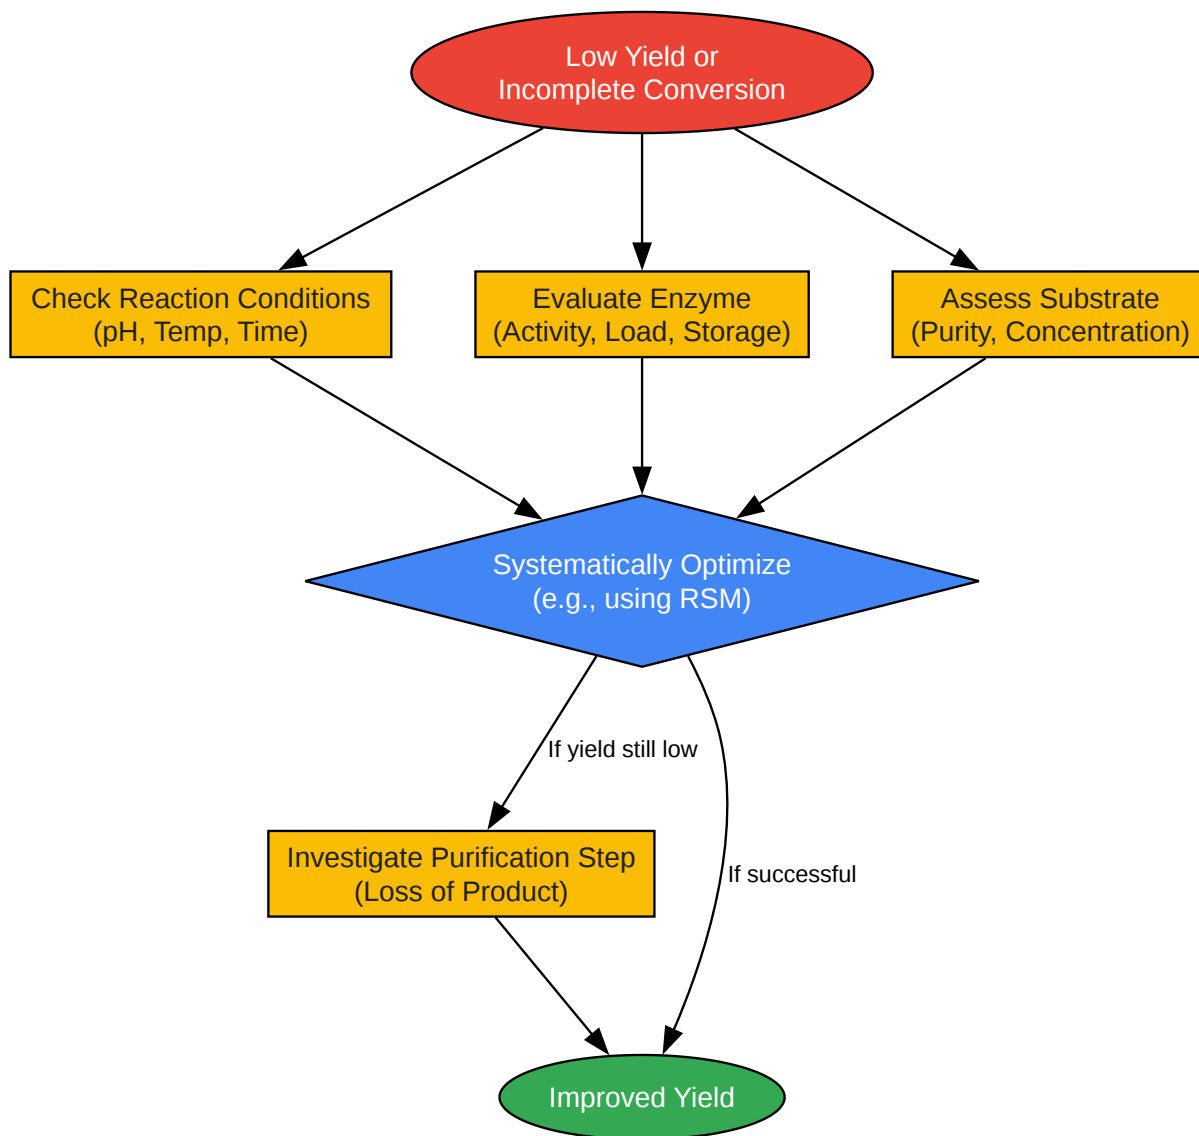 Low Yield or
Incomplete Conversion
Check Reaction Conditions
(pH, Temp, Time)
Evaluate Enzyme
(Activity, Load, Storage)
Assess Substrate
(Purity, Concentration)
Systematically Optimize
(e.g., using RSM)
If yield still low
Investigate Purification Step
(Loss of Product)
If successful
Improved Yield